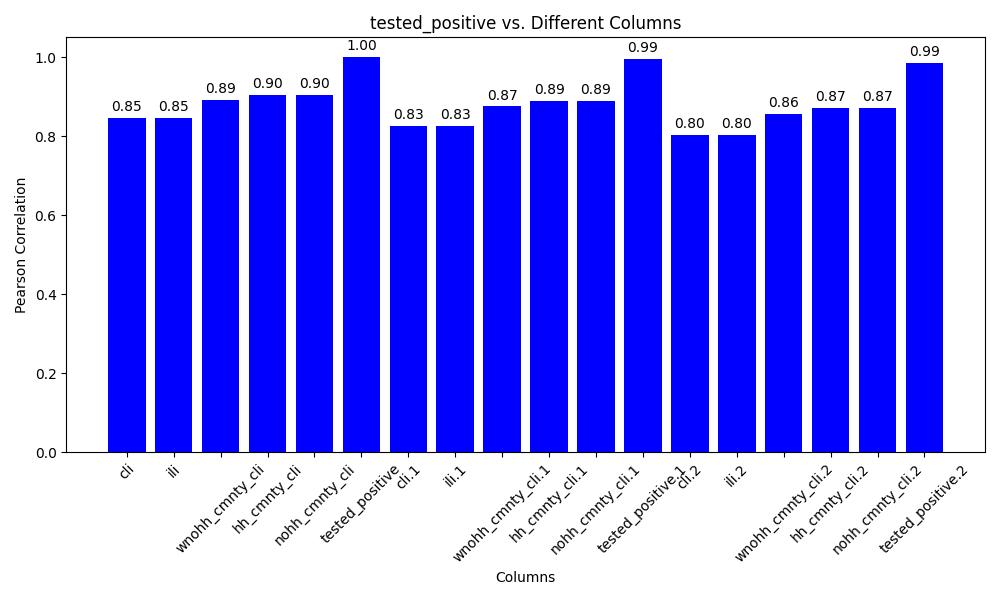 tested_positive vs. Different Columns
1.00
0.99
0.99
1.0
0.90
0.90
0.89
0.89
0.89
0.87
0.87
0.87
0.86
0.85
0.85
0.83
0.83
0.80
0.80
0.8
0.6
0.4
0.2
0.0
Pearson Correlation
cli
ili
wnohh_cmnty_cli
hh_cmnty_cli
nohh_cmnty_cli
tested_positive
cli.1
ili.1
wnohh_cmnty_cli.1
hh_cmnty_cli.1
nohh_cmnty_cli.1
tested_positive.1
cli.2
ili.2
wnohh_cmnty_cli.2
hh_cmnty_cli.2
nohh_cmnty_cli.2
tested_positive.2
Columns